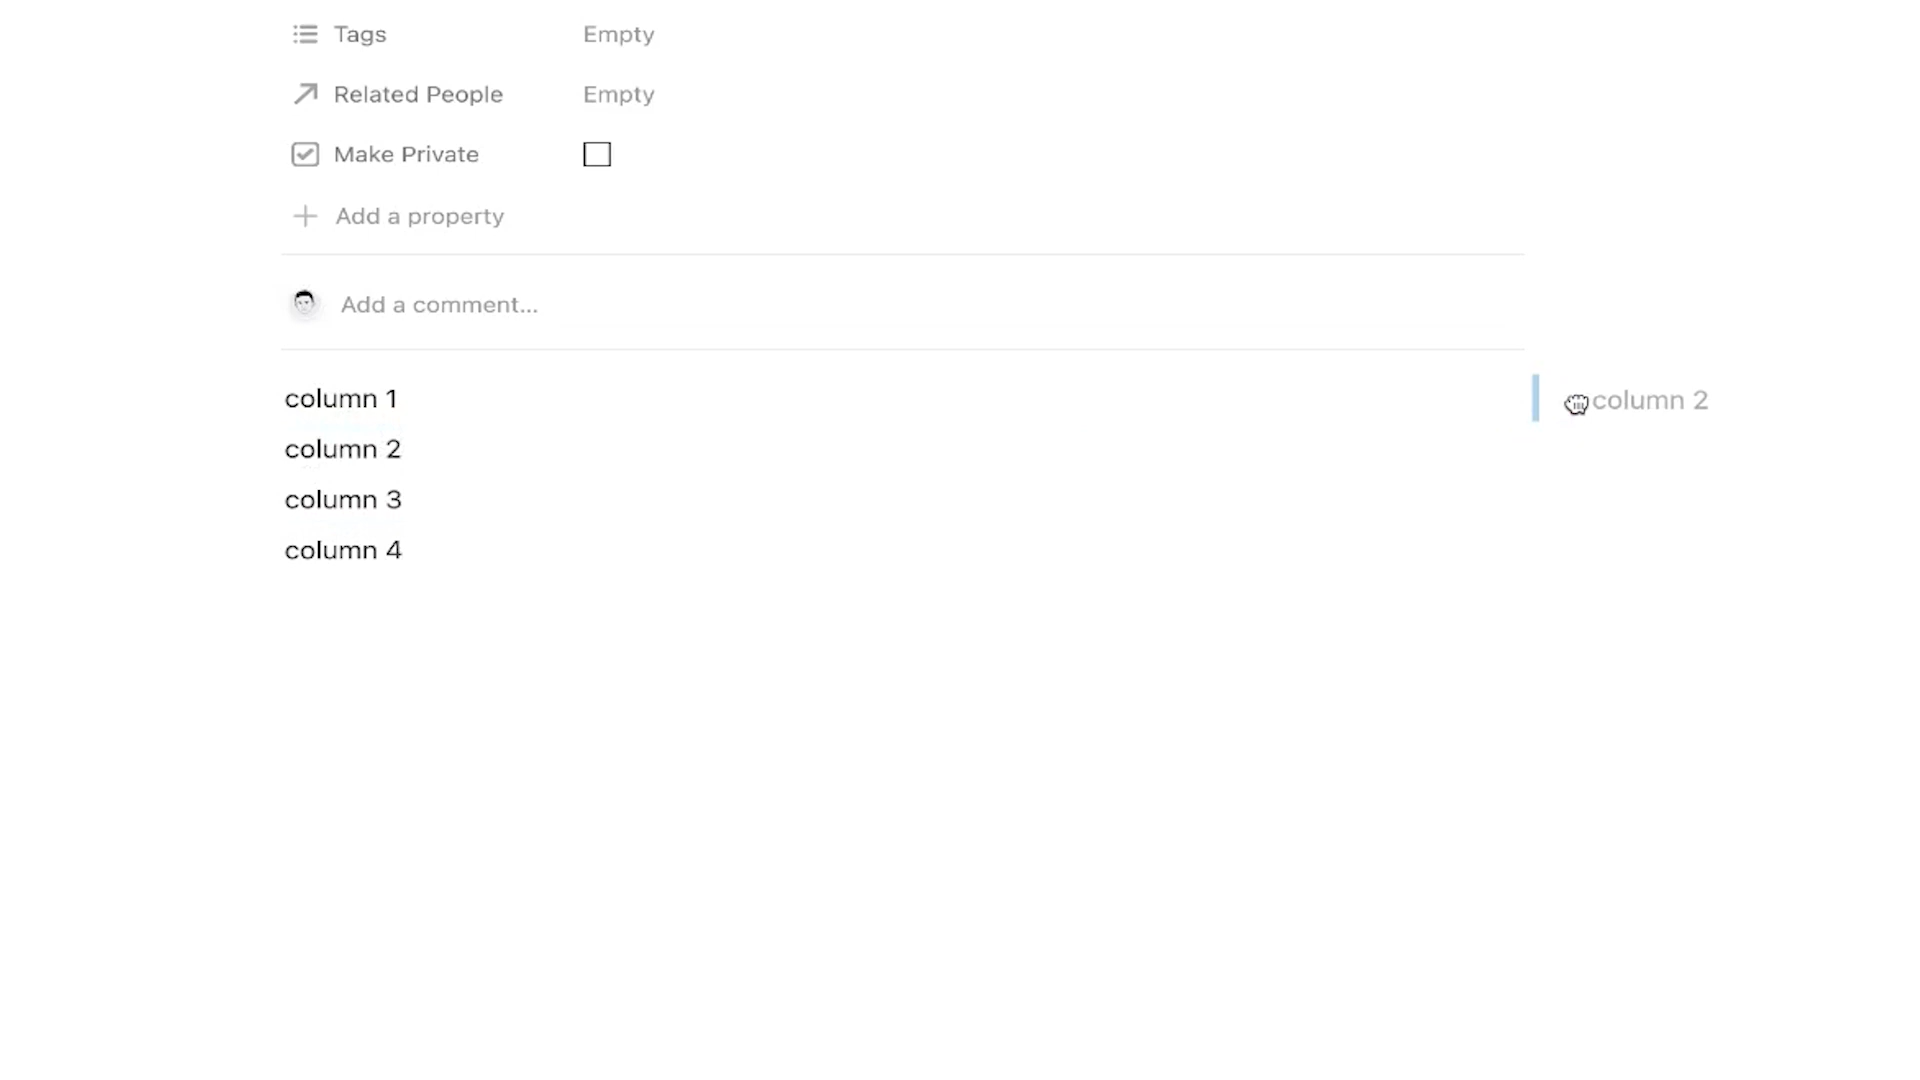 Tags Empty
Related People Empty
Make Private
Add a property
Add a comment...
column 1
column 2
column 2
column 3
column 4